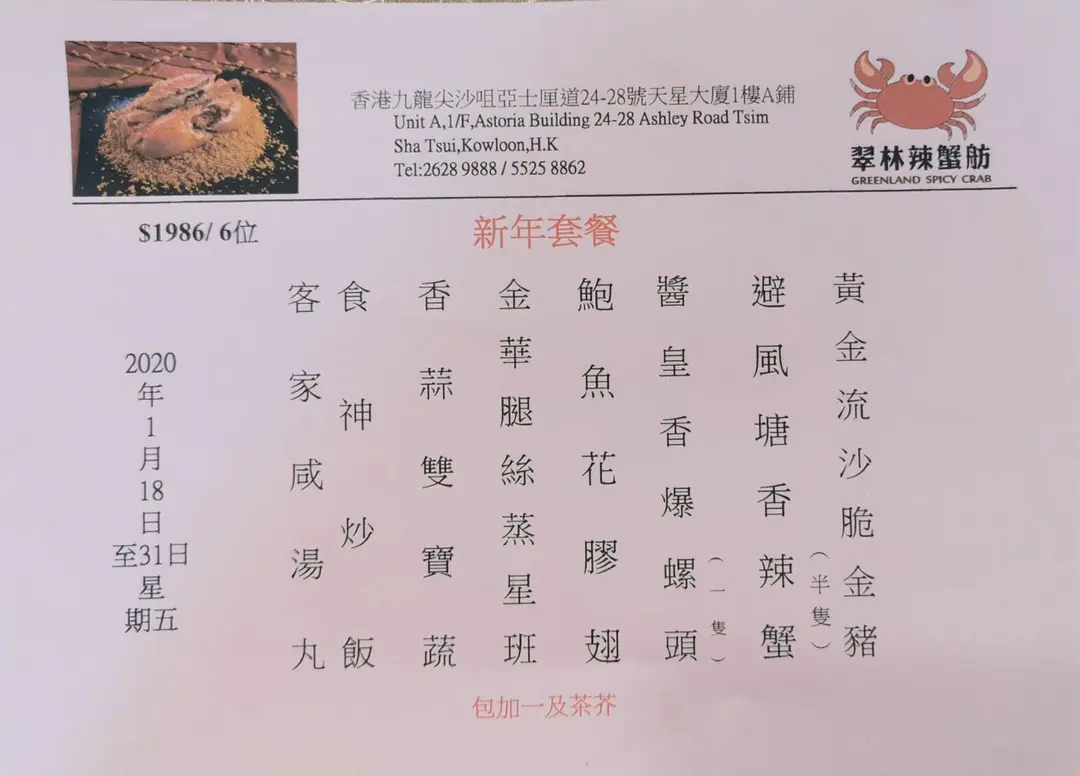 香港九龍尖沙咀亞士厘道24-28號天星大廈1樓A鋪
Unit A,1/F,Astoria Building 24-28 Ashley Road Tsim
Sha Tsui,Kowloon,H.K
Tel:2628 9888 / 5525 8862
翠林辣蟹舫
GREENLAND SPICY CRAB
$1986/ 6位
新年套餐
黃金流沙脆金豬
(半隻)
避風塘香辣蟹
(一隻)
醬皇香爆螺頭
鮑魚花膠翅
金華腿絲蒸星班
香蒜雙寶蔬
食神炒飯
客家咸湯丸
2020
年
1
月
18
日
至31日
星
期五
包加一及茶芥